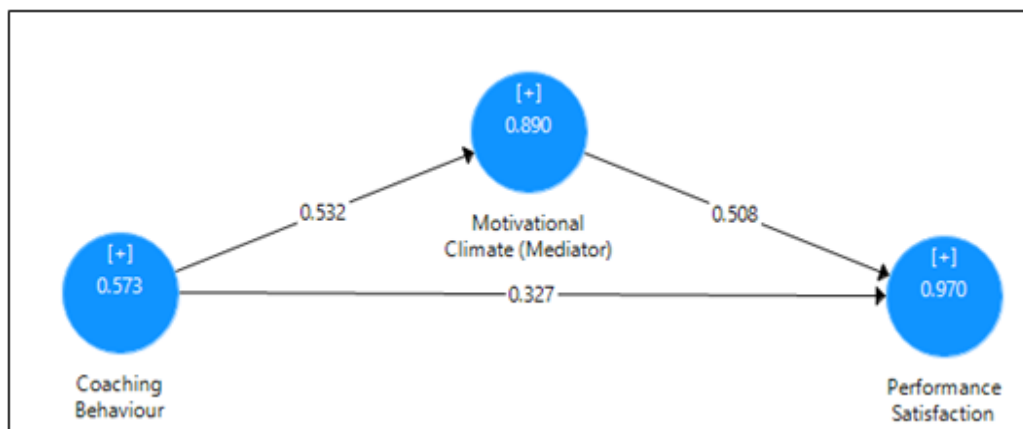 [+]
0.890
0.532
Motivational
Climate (Mediator)
0.508
[+]
0.573
0.327
[+]
0.970
Coaching
Behaviour
Performance
Satisfaction